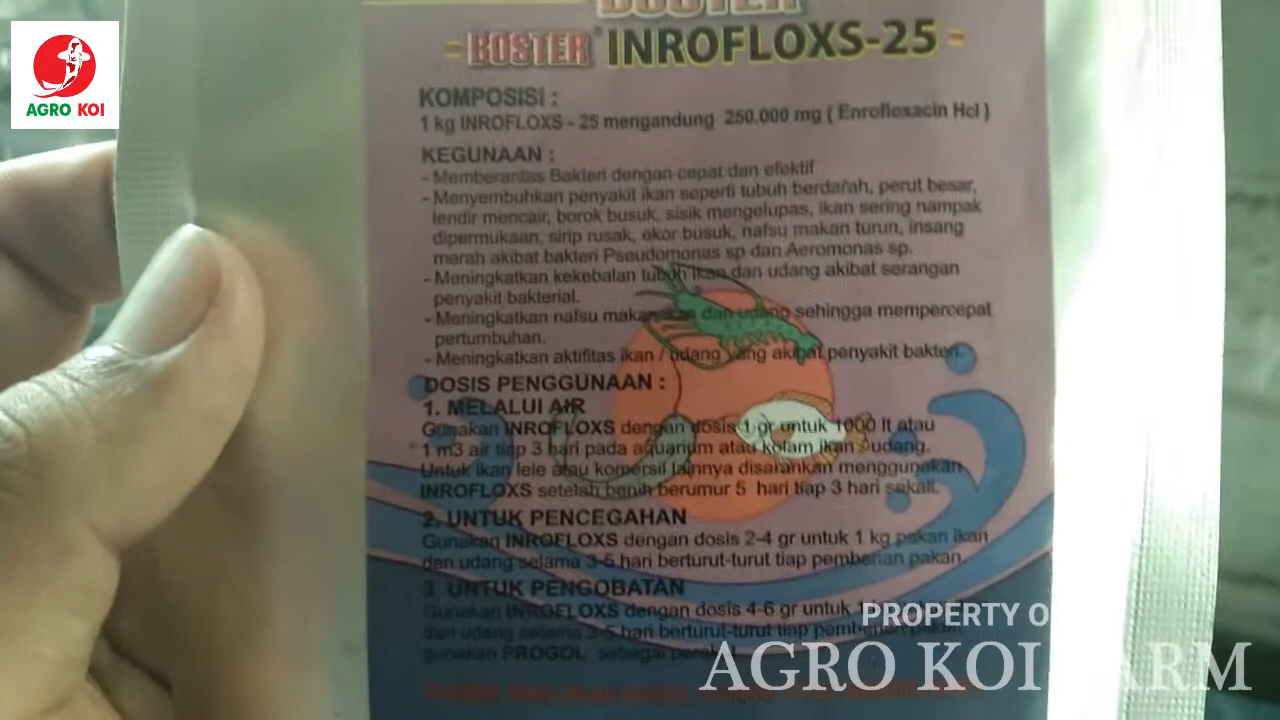 AGRO KOI
BOSTER
BOSTER® INROFLOXS-25
KOMPOSISI :
1 kg INROFLOXS - 25 mengandung 250.000 mg ( Enrofloxacin Hcl )
KEGUNAAN :
- Memberantas Bakteri dengan cepat dan efektif
- Menyembuhkan penyakit ikan seperti tubuh berdarah, perut besar,
lendir mencair, borok busuk, sisik mengelupas, ikan sering nampak
dipermukaan, sirip rusak, ekor busuk, nafsu makan turun, insang
merah akibat bakteri Pseudomonas sp dan Aeromonas sp.
- Meningkatkan kekebalan tubuh ikan dan udang akibat serangan
penyakit bakterial.
- Meningkatkan nafsu makan ikan dan udang sehingga mempercepat
pertumbuhan.
- Meningkatkan aktifitas ikan / udang yang akibat penyakit bakteri.
DOSIS PENGGUNAAN :
1. MELALUI AIR
Gunakan INROFLOXS dengan dosis 1 gr untuk 1000 lt atau
1 m3 air tiap 3 hari pada aquarium atau kolam ikan / udang.
Untuk ikan lele atau komersil lainnya disarankan menggunakan
INROFLOXS setelah benih berumur 5 hari tiap 3 hari sekali.
2. UNTUK PENCEGAHAN
Gunakan INROFLOXS dengan dosis 2-4 gr untuk 1 kg pakan ikan
dan udang selama 3-5 hari berturut-turut tiap pemberian pakan.
3. UNTUK PENGOBATAN
Gunakan INROFLOXS dengan dosis 4-6 gr untuk 1
dan udang selama 3-5 hari berturut-turut tiap pemberian
gunakan PROGOL sebagai
PROPERTY O
AGRO KOI ARM